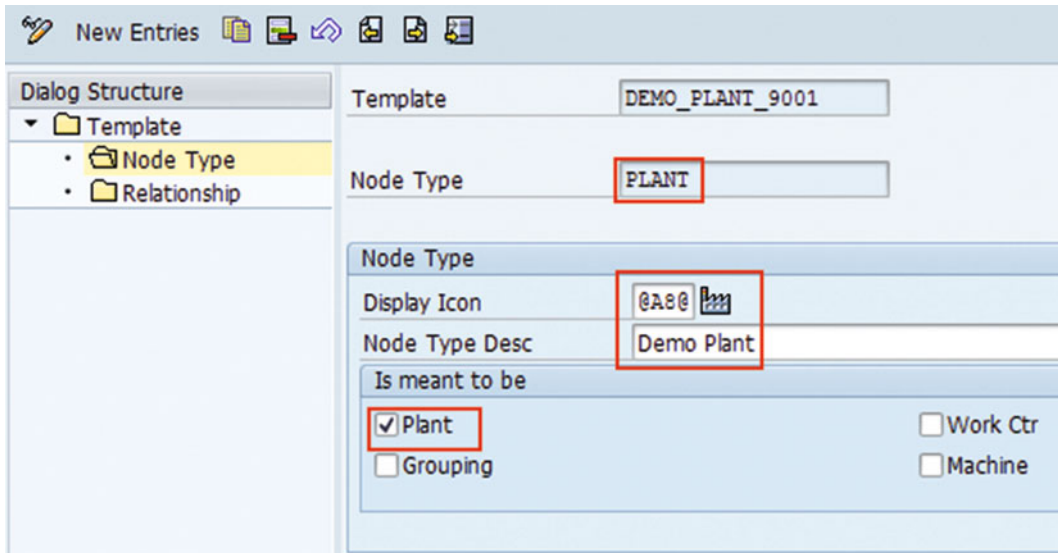 New Entries
Dialog Structure
Template
Node Type
Relationship
Template DEMO_PLANT_9001
Node Type PLANT
Node Type
Display Icon @A8@
Node Type Desc Demo Plant
Is meant to be
Plant Work Ctr
Grouping Machine